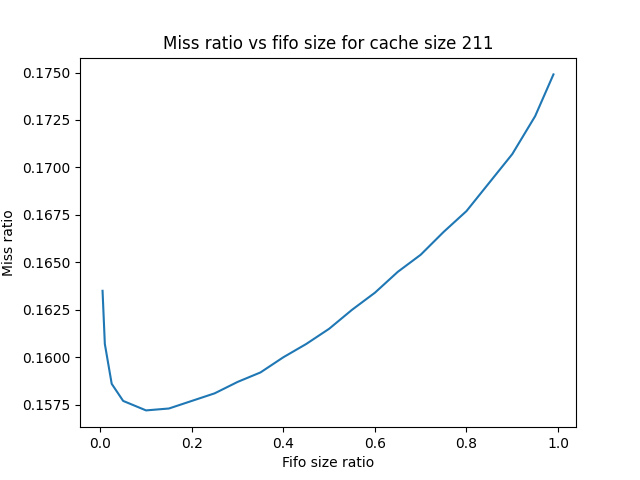 Miss ratio vs fifo size for cache size 211
0.1750
0.1725
0.1700
0.1675
0.1650
0.1625
0.1600
0.1575
Miss ratio
0.0 0.2 0.4 0.6 0.8 1.0
Fifo size ratio